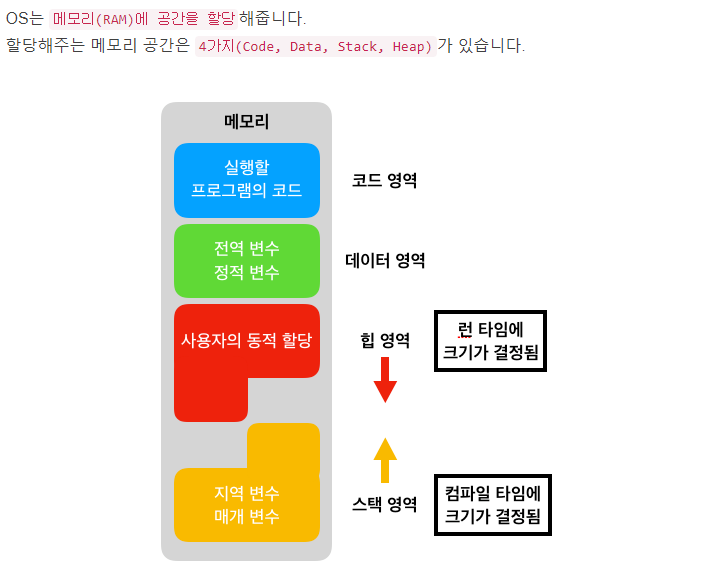 OS는 메모리(RAM)에 공간을 할당해줍니다.
할당해주는 메모리 공간은 4가지(Code, Data, Stack, Heap)가 있습니다.
메모리
실행할
프로그램의 코드
코드 영역
전역 변수
정적 변수
데이터 영역
사용자의 동적 할당
힙 영역
런 타임에
크기가 결정됨
지역 변수
매개 변수
스택 영역
컴파일 타임에
크기가 결정됨